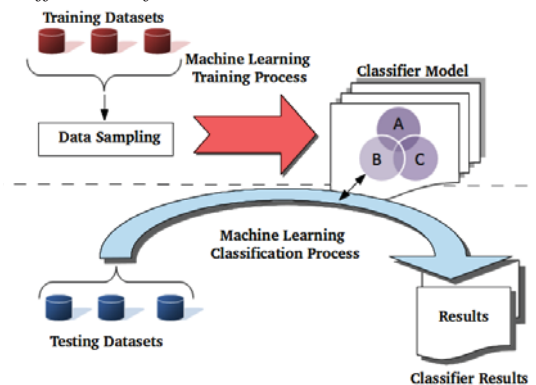 Training Datasets
Machine Learning
Training Process
Classifier Model
Data Sampling
A
B
C
Machine Learning
Classification Process
Results
Testing Datasets
Classifier Results